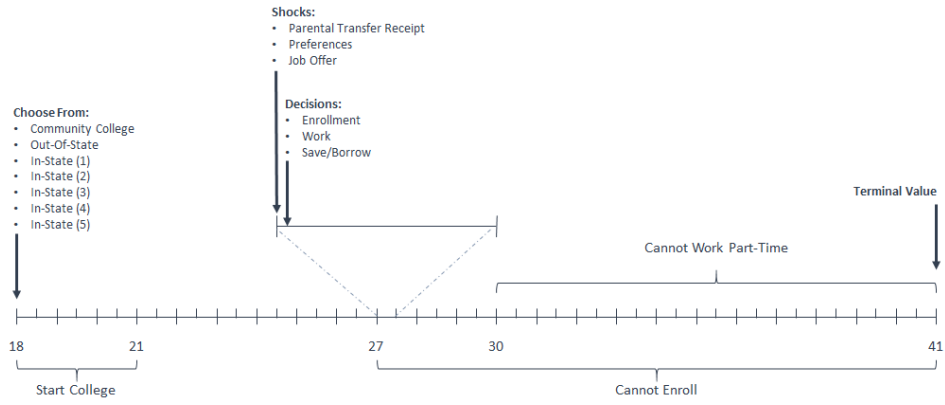 Shocks:
• Parental Transfer Receipt
• Preferences
• Job Offer
Decisions:
• Enrollment
• Work
• Save/Borrow
Choose From:
• Community College
• Out-Of-State
• In-State (1)
• In-State (2)
• In-State (3)
• In-State (4)
• In-State (5)
Terminal Value
Cannot Work Part-Time
18 21 27 30 41
Start College
Cannot Enroll